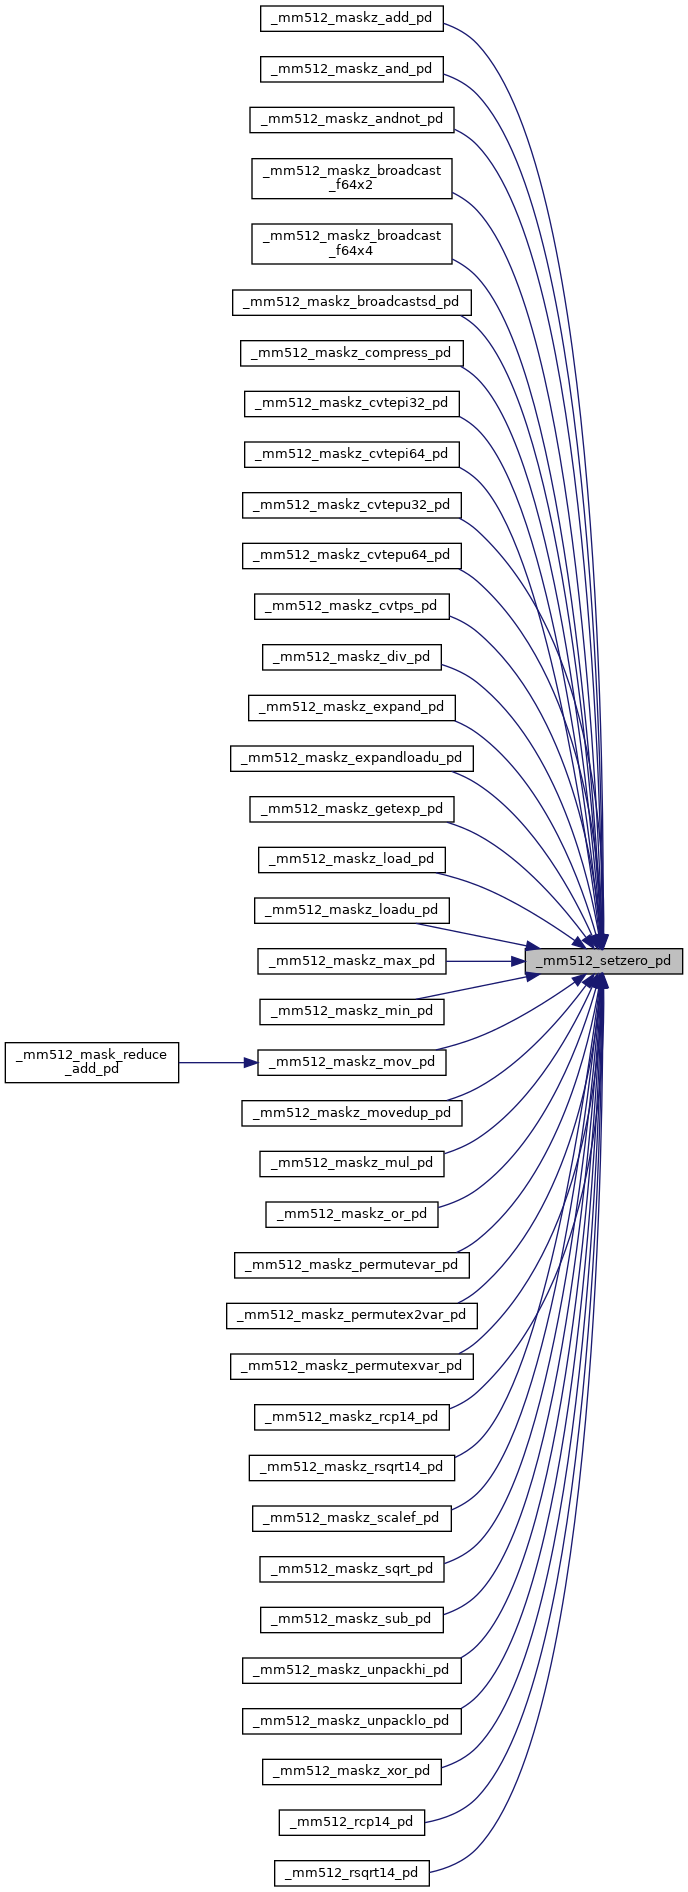 _mm512_maskz_add_pd
_mm512_maskz_and_pd
_mm512_maskz_andnot_pd
_mm512_maskz_broadcast
_f64x2
_mm512_maskz_broadcast
_f64x4
_mm512_maskz_broadcastsd_pd
_mm512_maskz_compress_pd
_mm512_maskz_cvtepi32_pd
_mm512_maskz_cvtepi64_pd
_mm512_maskz_cvtepu32_pd
_mm512_maskz_cvtepu64_pd
_mm512_maskz_cvtps_pd
_mm512_maskz_div_pd
_mm512_maskz_expand_pd
_mm512_maskz_expandloadu_pd
_mm512_maskz_getexp_pd
_mm512_maskz_load_pd
_mm512_maskz_loadu_pd
_mm512_maskz_max_pd
_mm512_setzero_pd
_mm512_maskz_min_pd
_mm512_mask_reduce
_add_pd
_mm512_maskz_mov_pd
_mm512_maskz_movedup_pd
_mm512_maskz_mul_pd
_mm512_maskz_or_pd
_mm512_maskz_permutevar_pd
_mm512_maskz_permutex2var_pd
_mm512_maskz_permutexvar_pd
_mm512_maskz_rcp14_pd
_mm512_maskz_rsqrt14_pd
_mm512_maskz_scalef_pd
_mm512_maskz_sqrt_pd
_mm512_maskz_sub_pd
_mm512_maskz_unpackhi_pd
_mm512_maskz_unpacklo_pd
_mm512_maskz_xor_pd
_mm512_rcp14_pd
_mm512_rsqrt14_pd